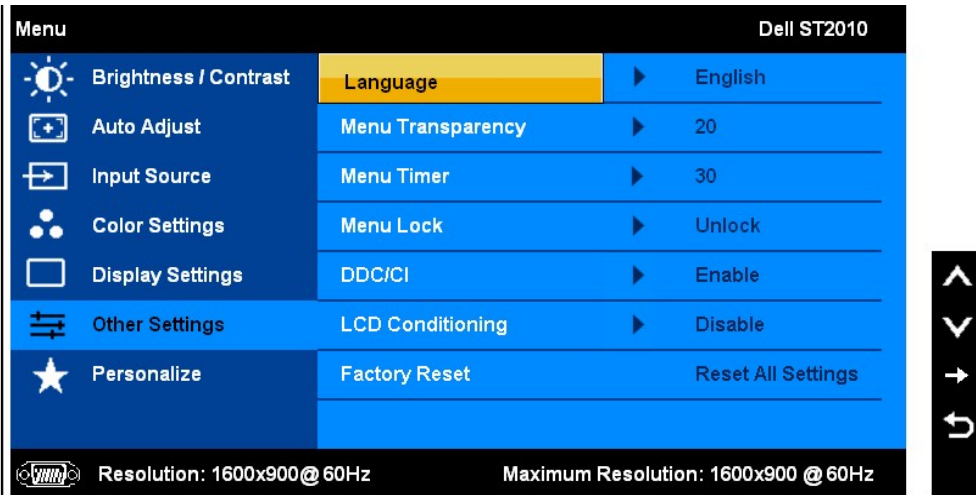 Menu Dell ST2010
Brightness / Contrast Language English
Auto Adjust Menu Transparency 20
Input Source Menu Timer 30
Color Settings Menu Lock Unlock
Display Settings DDC/CI Enable
Other Settings LCD Conditioning Disable
Personalize Factory Reset Reset All Settings
Resolution: 1600x900@60Hz Maximum Resolution: 1600x900 @60Hz